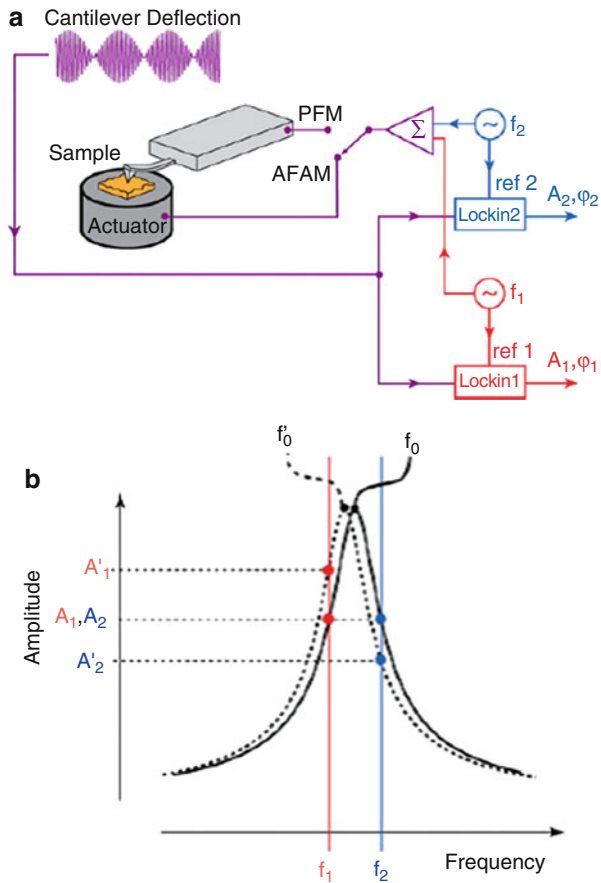 a
Cantilever Deflection
PFM
Σ
~ f₂
Sample
AFAM
ref 2
Actuator
Lockin2
A₂,φ₂
~ f₁
ref 1
Lockin1
A₁,φ₁
b
f'₀
f₀
A'₁
A₁,A₂
A'₂
Amplitude
f₁
f₂
Frequency